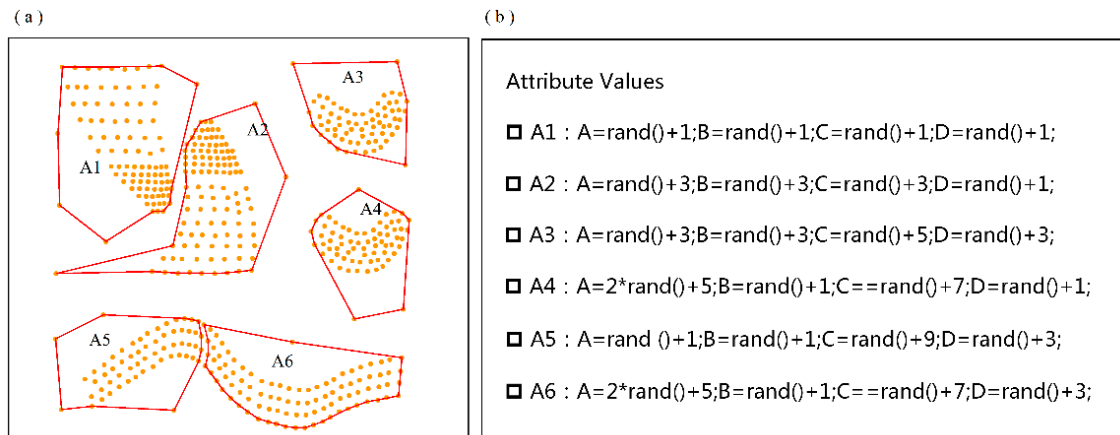 ( a )
( b )
A1
A2
A3
A4
A5
A6
Attribute Values
A1 : A=rand()+1;B=rand()+1;C==rand()+1;D=rand()+1;
A2 : A=rand()+3;B=rand()+3;C=rand()+3;D=rand()+1;
A3 : A=rand()+3;B=rand()+3;C=rand()+5;D=rand()+3;
A4 : A=2*rand()+5;B=rand()+1;C==rand()+7;D=rand()+1;
A5 : A=rand ()+1;B=rand()+1;C=rand()+9;D=rand()+3;
A6 : A=2*rand()+5;B=rand()+1;C==rand()+7;D=rand()+3;